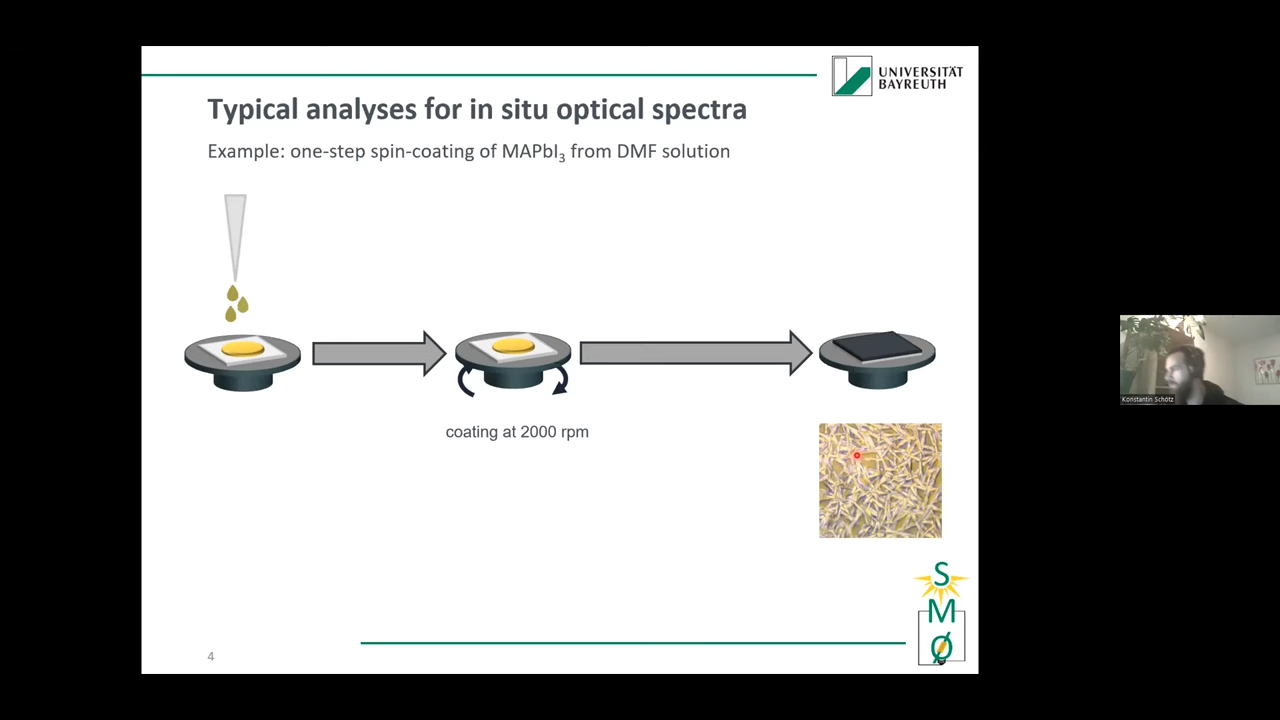 UNIVERSITÄT
BAYREUTH
Typical analyses for in situ optical spectra
Example: one-step spin-coating of MAPbI₃ from DMF solution
coating at 2000 rpm
Konstantin Schötz
S
M
Ø
4